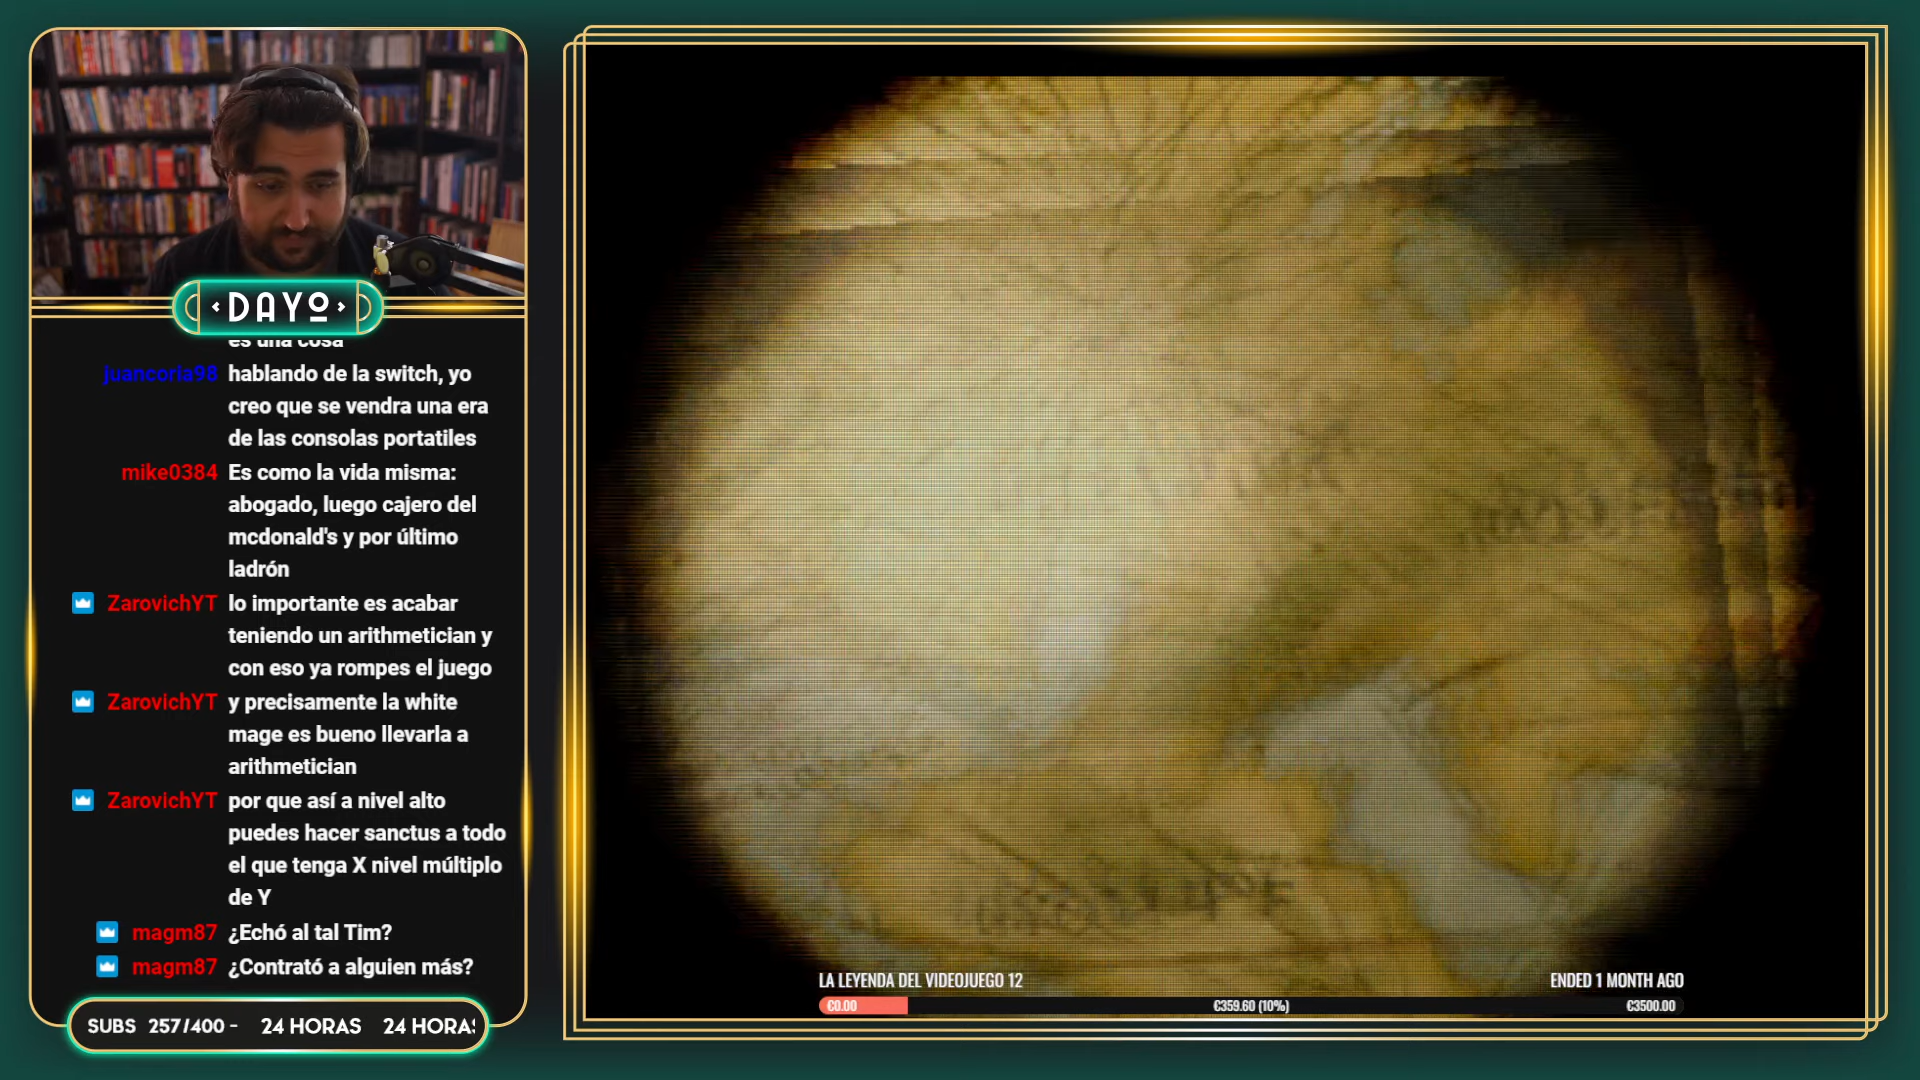 DAYO
es una cosa
juancoria98 hablando de la switch, yo
creo que se vendra una era
de las consolas portatiles
mike0384 Es como la vida misma:
abogado, luego cajero del
mcdonald's y por último
ladrón
ZarovichYT lo importante es acabar
teniendo un arithmetician y
con eso ya rompes el juego
ZarovichYT y precisamente la white
mage es bueno llevarla a
arithmetician
ZarovichYT por que así a nivel alto
puedes hacer sanctus a todo
el que tenga X nivel múltiplo
de Y
magm87 ¿Echó al tal Tim?
magm87 ¿Contrató a alguien más?
SUBS 257/400 - 24 HORAS 24 HORAS
LA LEYENDA DEL VIDEOJUEGO 12 ENDED 1 MONTH AGO
€0.00 €359.60 (10%) €3500.00